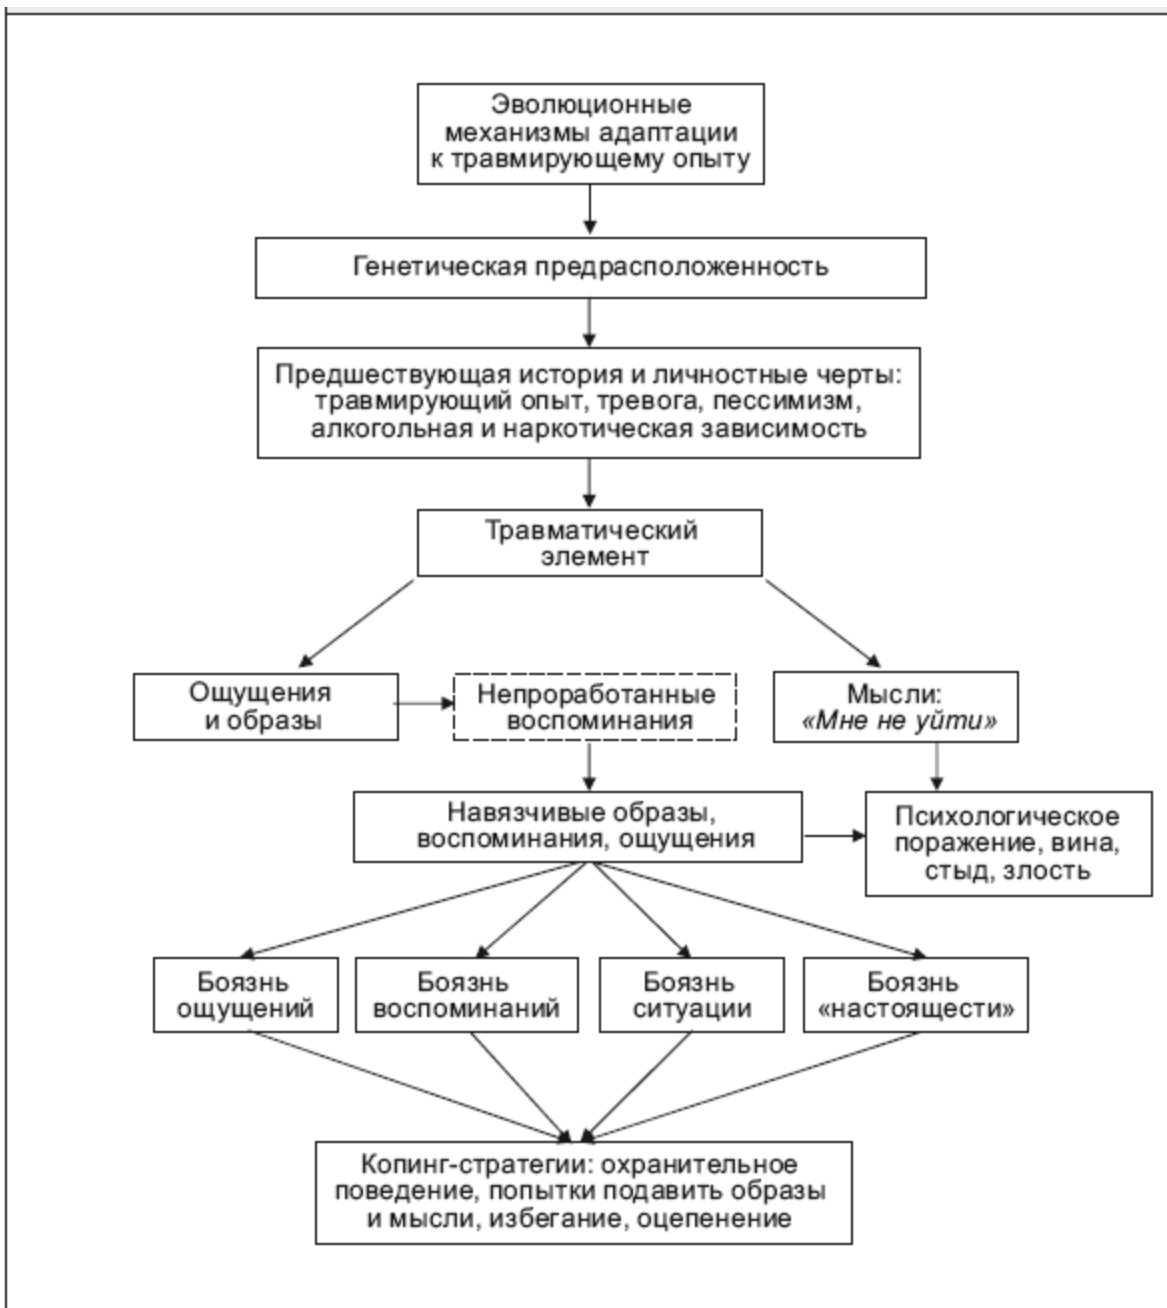 Эволюционные
механизмы адаптации
к травмирующему опыту
Генетическая предрасположенность
Предшествующая история и личностные черты:
травмирующий опыт, тревога, пессимизм,
алкогольная и наркотическая зависимость
Травматический
элемент
Ощущения
и образы
Непроработанные
воспоминания
Мысли:
«Мне не уйти»
Навязчивые образы,
воспоминания, ощущения
Психологическое
поражение, вина,
стыд, злость
Боязнь
ощущений
Боязнь
воспоминаний
Боязнь
ситуации
Боязнь
«настоящести»
Копинг-стратегии: охранительное
поведение, попытки подавить образы
и мысли, избегание, оцепенение